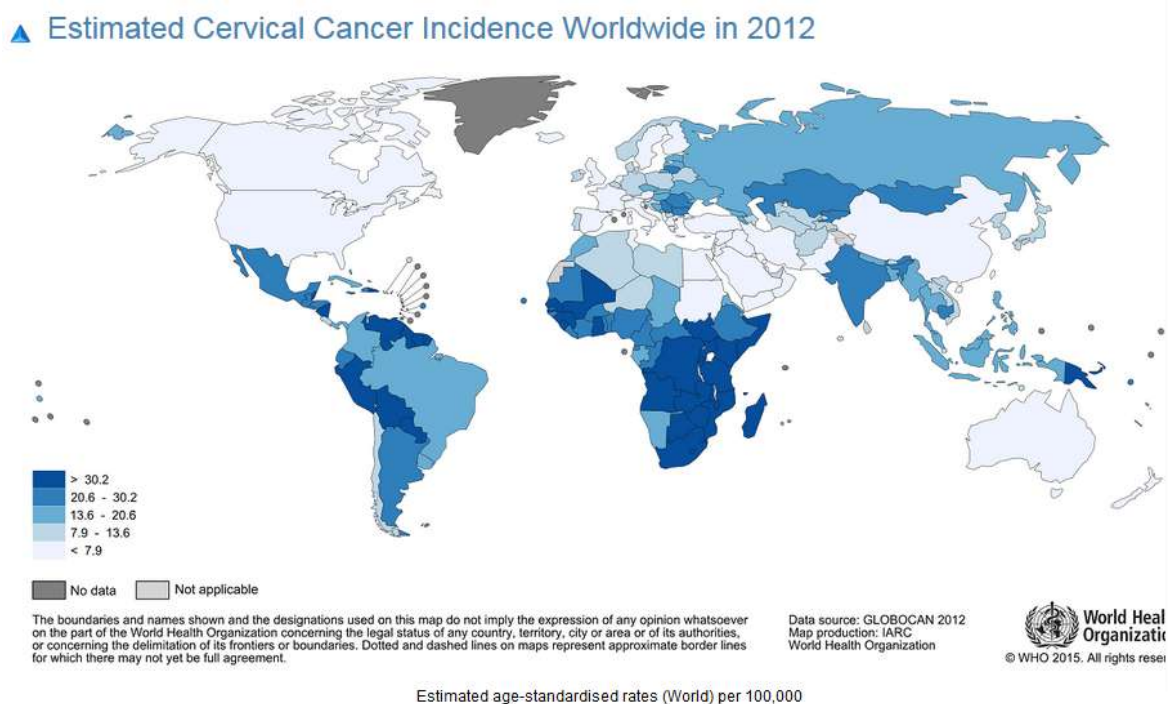 Estimated Cervical Cancer Incidence Worldwide in 2012
> 30.2
20.6 - 30.2
13.6 - 20.6
7.9 - 13.6
< 7.9
No data
Not applicable
The boundaries and names shown and the designations used on this map do not imply the expression of any opinion whatsoever
on the part of the World Health Organization concerning the legal status of any country, territory, city or area or of its authorities,
or concerning the delimitation of its frontiers or boundaries. Dotted and dashed lines on maps represent approximate border lines
for which there may not yet be full agreement.
Data source: GLOBOCAN 2012
Map production: IARC
World Health Organization
World Heal
Organizati
© WHO 2015. All rights rese
Estimated age-standardised rates (World) per 100,000